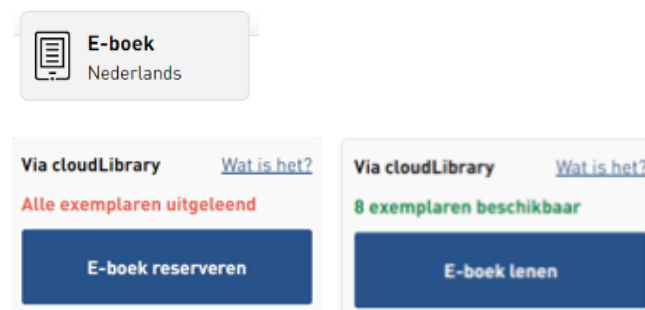 E-boek
Nederlands
Via cloudLibrary Wat is het?
Alle exemplaren uitgeleend
E-boek reserveren
Via cloudLibrary Wat is het?
8 exemplaren beschikbaar
E-boek lenen